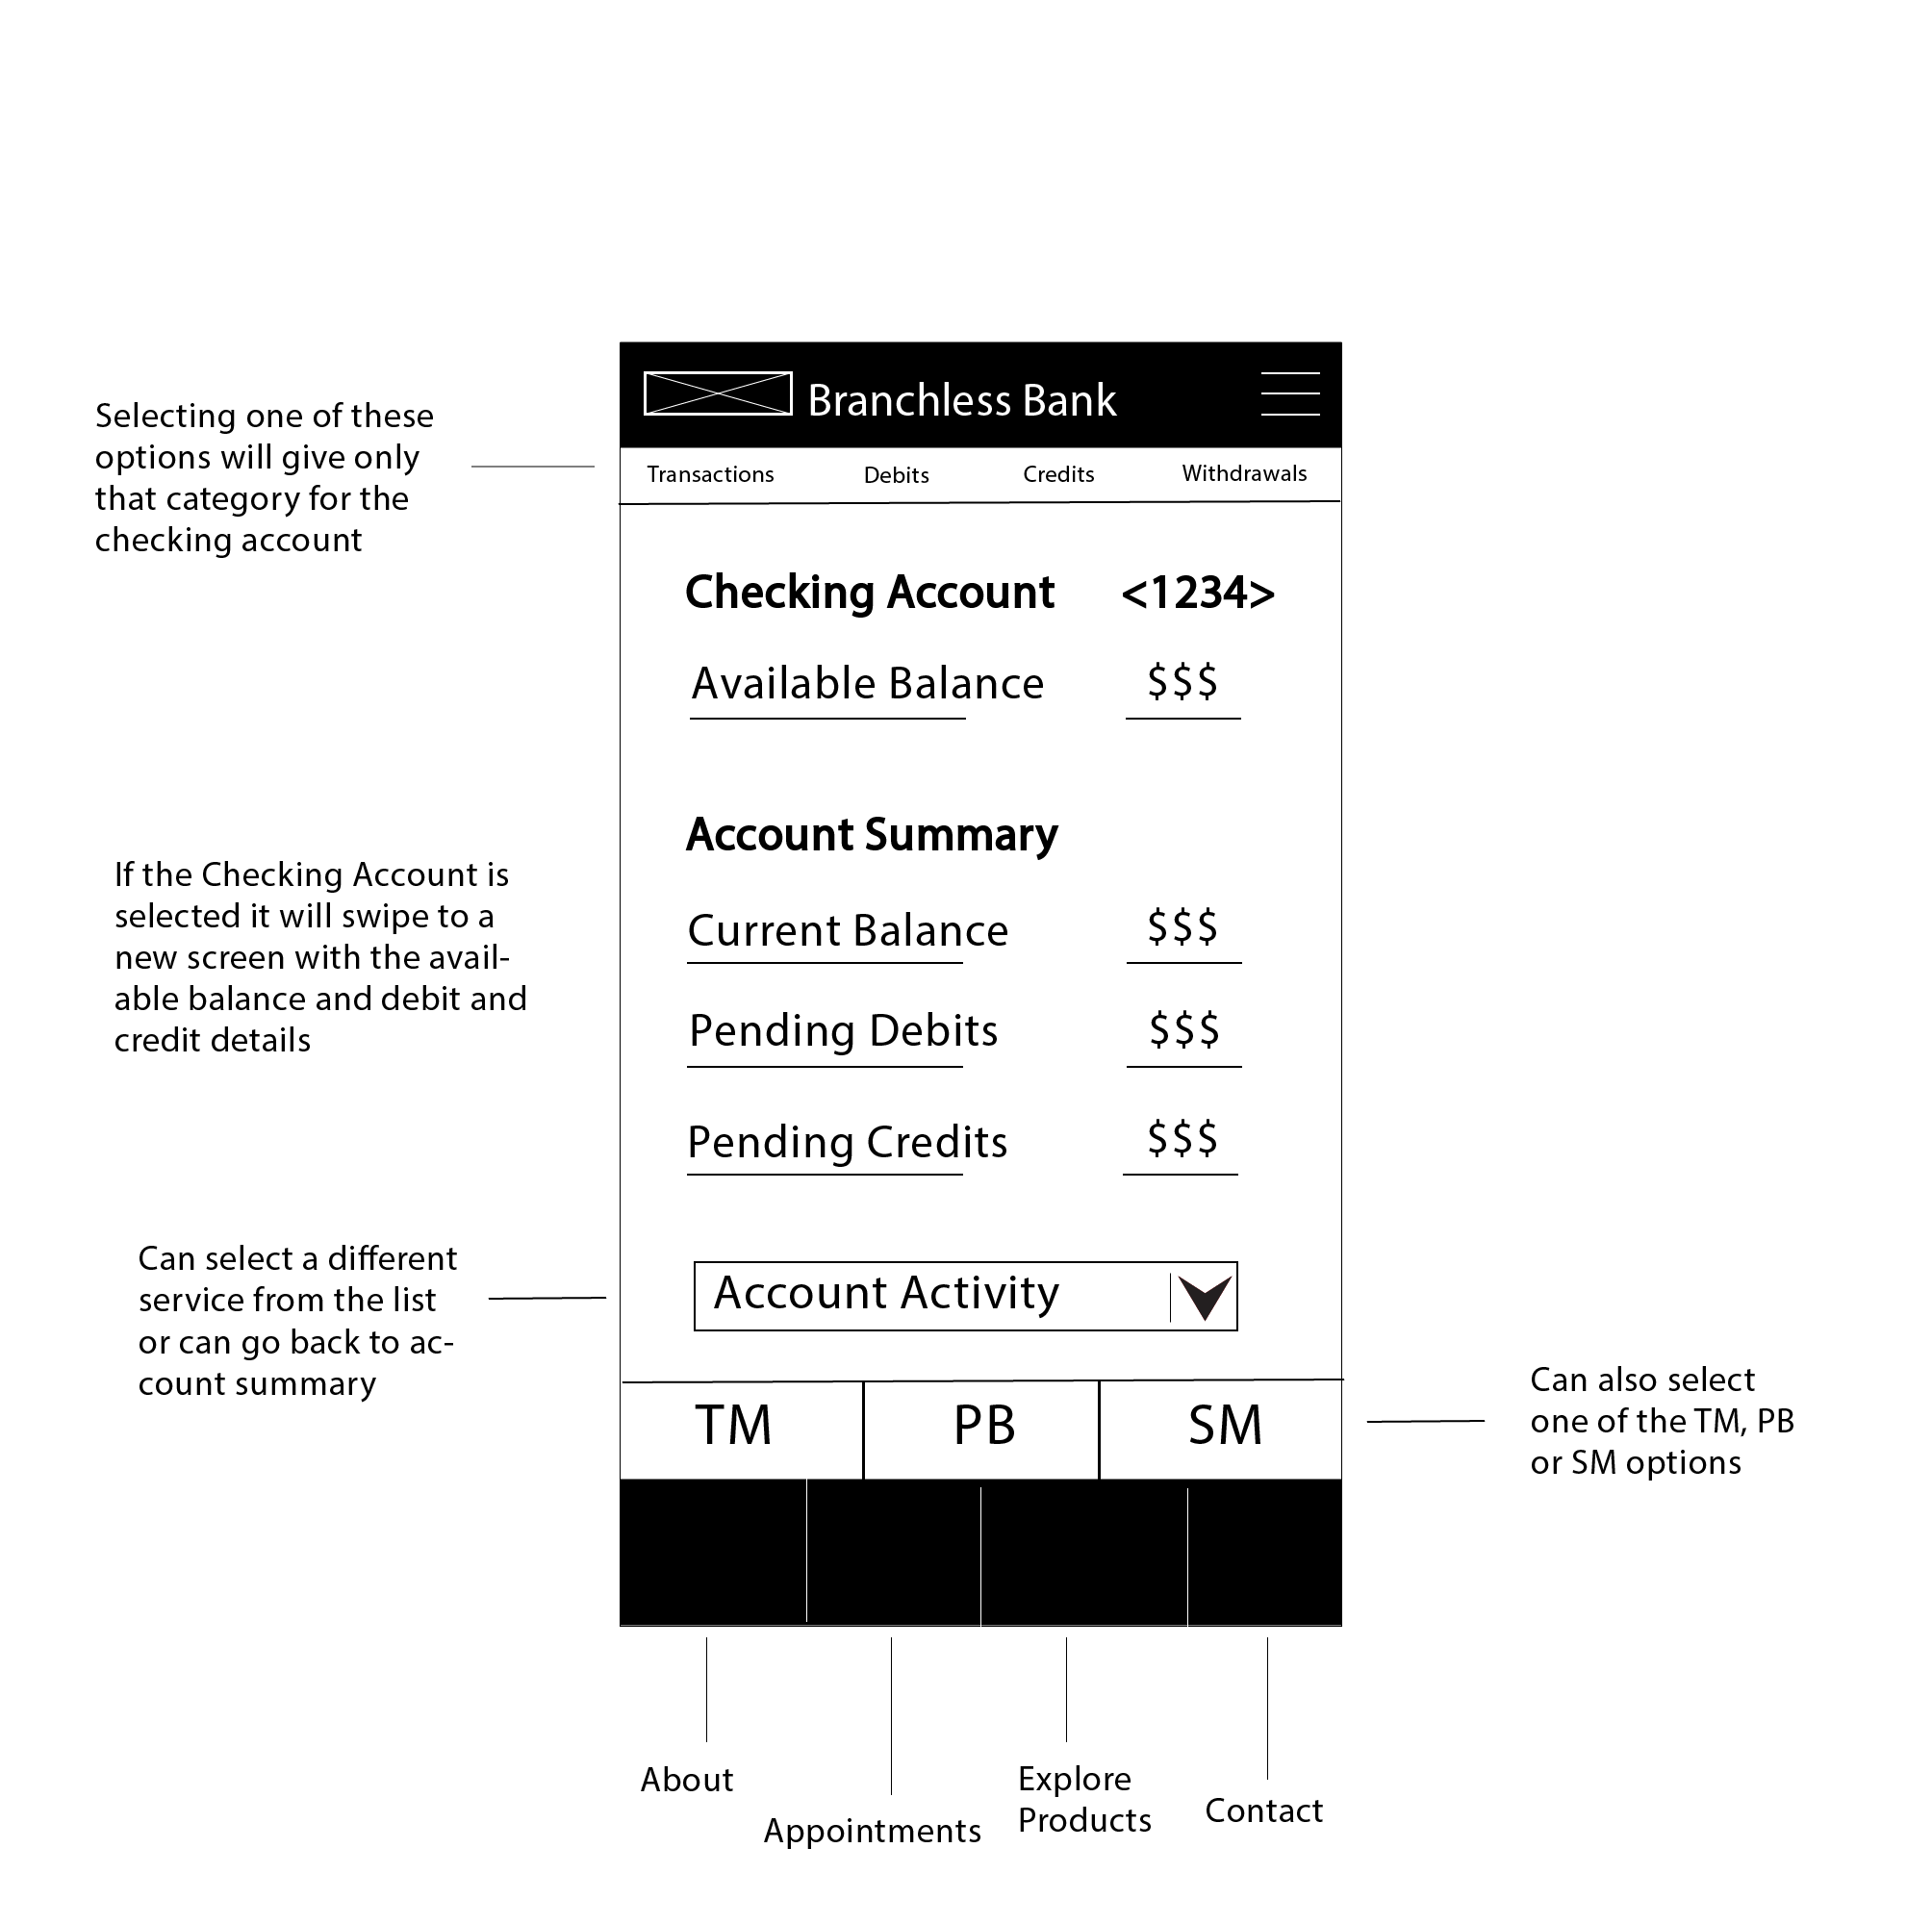 Branchless Bank
Selecting one of these
options will give only
that category for the
checking account
Transactions Debits Credits Withdrawals
Checking Account <1234>
Available Balance $$$
Account Summary
If the Checking Account is
selected it will swipe to a
new screen with the avail-
able balance and debit and
credit details
Current Balance $$$
Pending Debits $$$
Pending Credits $$$
Can select a different
service from the list
or can go back to ac-
count summary
Account Activity
TM PB SM
Can also select
one of the TM, PB
or SM options
About
Appointments
Explore
Products
Contact